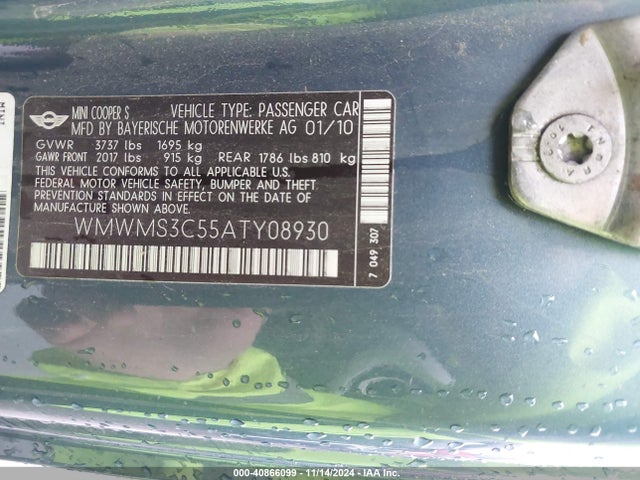 MINI COOPER S VEHICLE TYPE: PASSENGER CAR
MFD BY BAYERISCHE MOTORENWERKE AG 01/10
GVWR 3737 lbs 1695 kg
GAWR FRONT 2017 lbs 915 kg REAR 1786 lbs 810 kg
THIS VEHICLE CONFORMS TO ALL APPLICABLE U.S.
FEDERAL MOTOR VEHICLE SAFETY, BUMPER AND THEFT
PREVENTION STANDARDS IN EFFECT ON THE DATE OF
MANUFACTURE SHOWN ABOVE.
WMWMS3C55ATY08930
7 049 307
MINI
000-40866099 - 11/14/2024 - IAA Inc.